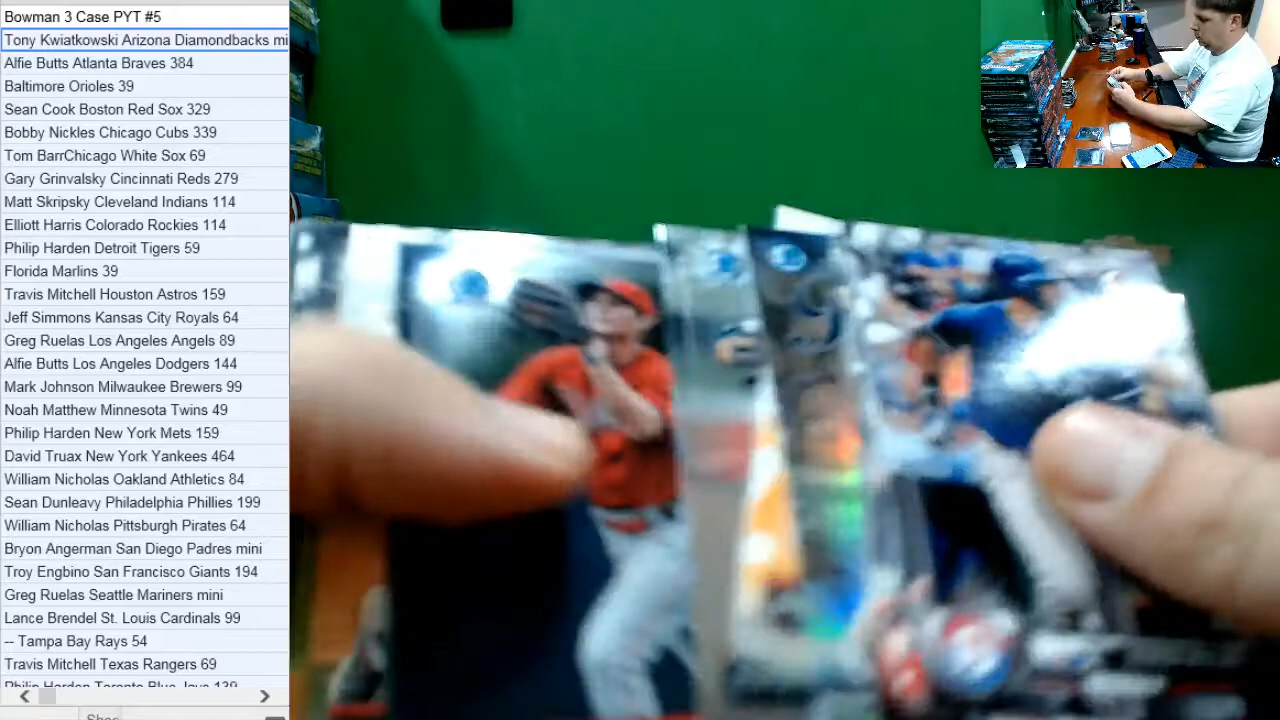 Bowman 3 Case PYT #5
Tony Kwiatkowski Arizona Diamondbacks mi
Alfie Butts Atlanta Braves 384
Baltimore Orioles 39
Sean Cook Boston Red Sox 329
Bobby Nickles Chicago Cubs 339
Tom BarrChicago White Sox 69
Gary Grinvalsky Cincinnati Reds 279
Matt Skripsky Cleveland Indians 114
Elliott Harris Colorado Rockies 114
Philip Harden Detroit Tigers 59
Florida Marlins 39
Travis Mitchell Houston Astros 159
Jeff Simmons Kansas City Royals 64
Greg Ruelas Los Angeles Angels 89
Alfie Butts Los Angeles Dodgers 144
Mark Johnson Milwaukee Brewers 99
Noah Matthew Minnesota Twins 49
Philip Harden New York Mets 159
David Truax New York Yankees 464
William Nicholas Oakland Athletics 84
Sean Dunleavy Philadelphia Phillies 199
William Nicholas Pittsburgh Pirates 64
Bryon Angerman San Diego Padres mini
Troy Engbino San Francisco Giants 194
Greg Ruelas Seattle Mariners mini
Lance Brendel St. Louis Cardinals 99
-- Tampa Bay Rays 54
Travis Mitchell Texas Rangers 69
Philip Harden Toronto Blue Jays 139